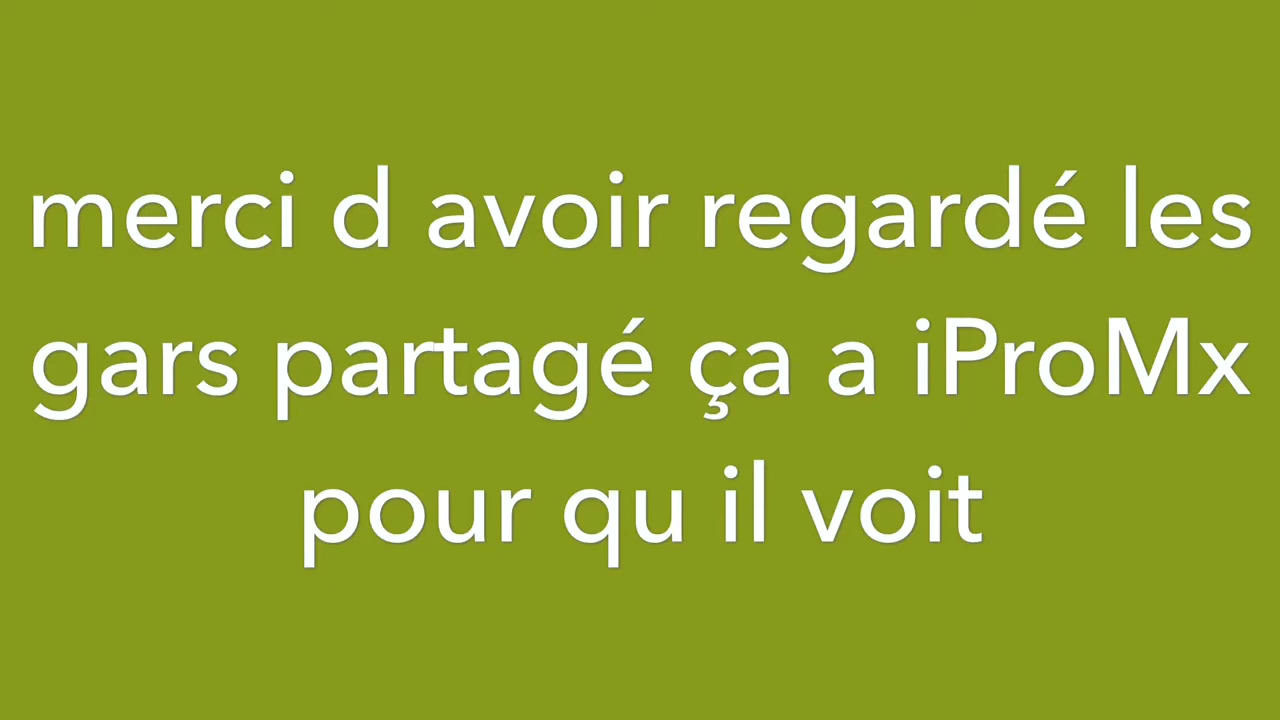 merci d avoir regardé les
gars partagé ça a iProMx
pour qu il voit